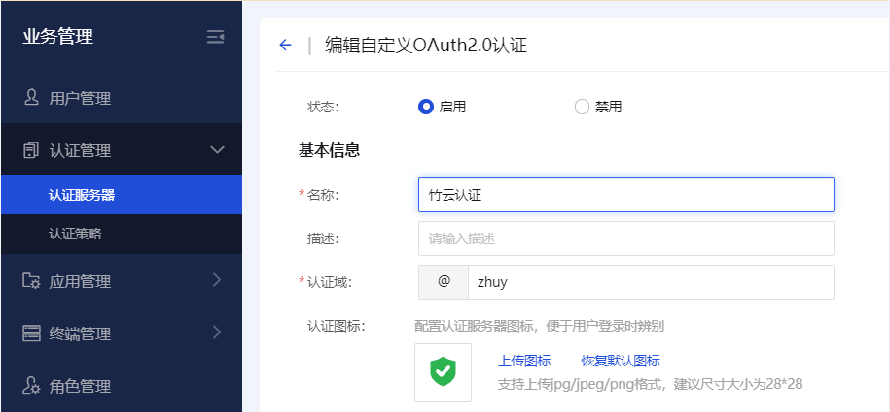 业务管理
用户管理
认证管理
认证服务器
认证策略
应用管理
终端管理
角色管理
编辑自定义OAuth2.0认证
状态：
启用
禁用
基本信息
*名称：
竹云认证
描述：
请输入描述
*认证域：
@
zhuy
认证图标：
配置认证服务器图标，便于用户登录时辨别
上传图标
恢复默认图标
支持上传jpg/jpeg/png格式，建议尺寸大小为28*28